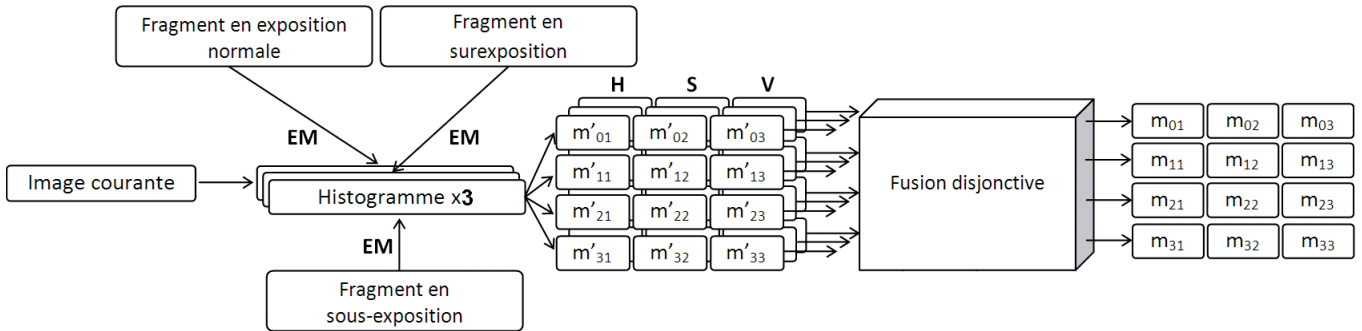 Fragment en exposition
normale
Fragment en
surexposition
EM
EM
Image courante
Histogramme x3
EM
Fragment en
sous-exposition
H S V
m'01 m'02 m'03
m'11 m'12 m'13
m'21 m'22 m'23
m'31 m'32 m'33
Fusion disjonctive
m01 m02 m03
m11 m12 m13
m21 m22 m23
m31 m32 m33